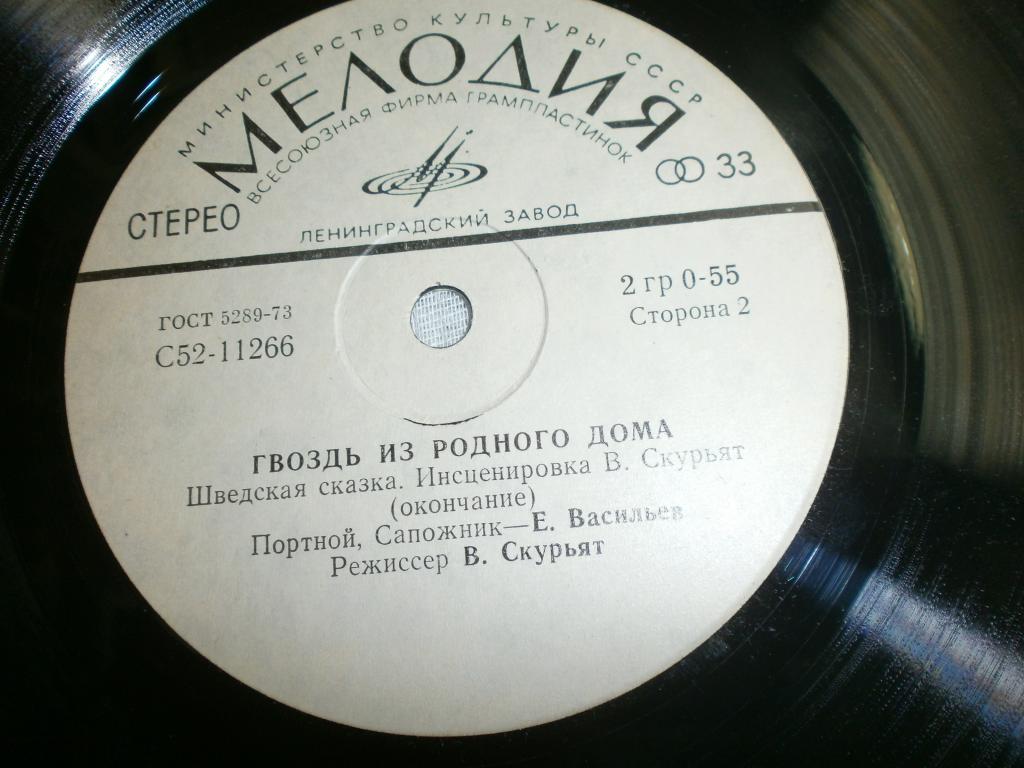 МИНИСТЕРСТВО КУЛЬТУРЫ СССР
МЕЛОДИЯ
ВСЕСОЮЗНАЯ ФИРМА ГРАМПЛАСТИНОК
33
СТЕРЕО
ЛЕНИНГРАДСКИЙ ЗАВОД
ГОСТ 5289-73
С52-11266
2 гр 0-55
Сторона 2
ГВОЗДЬ ИЗ РОДНОГО ДОМА
Шведская сказка. Инсценировка В. Скурьят
(окончание)
Портной, Сапожник—Е. Васильев
Режиссер В. Скурьят